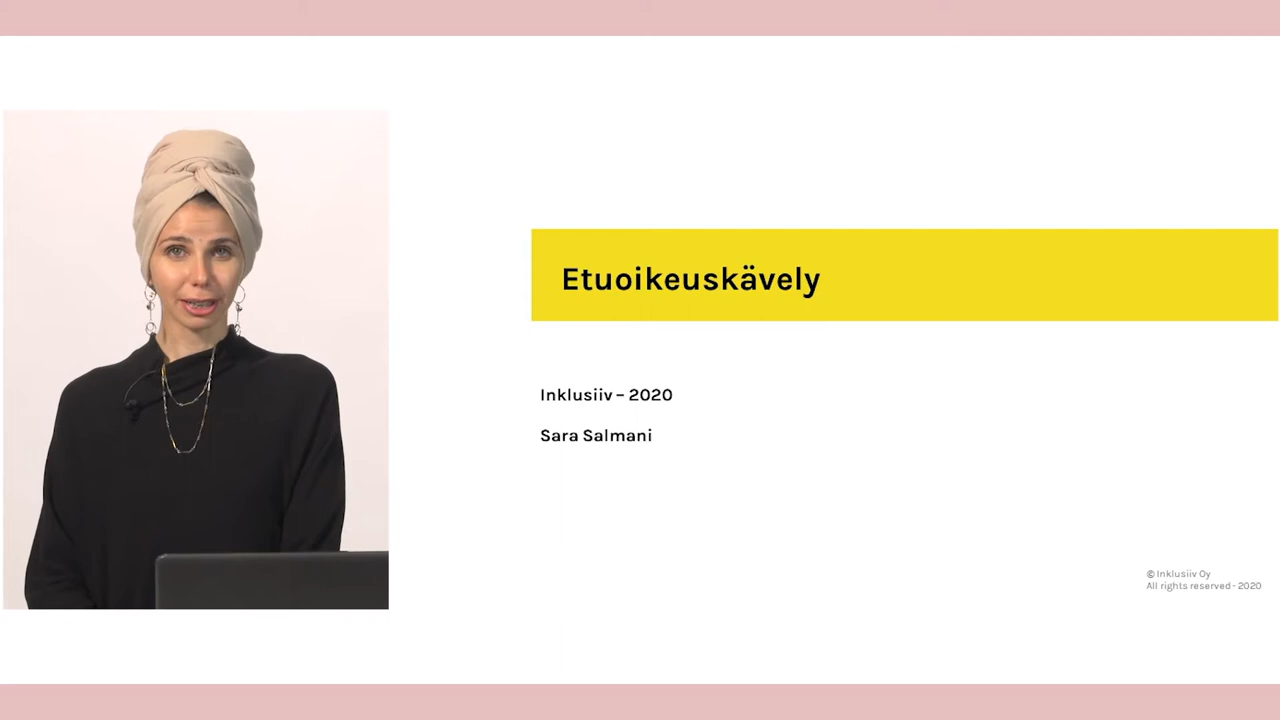 Etuoikeuskävely
Inklusiiv – 2020
Sara Salmani
© Inklusiiv Oy
All rights reserved - 2020